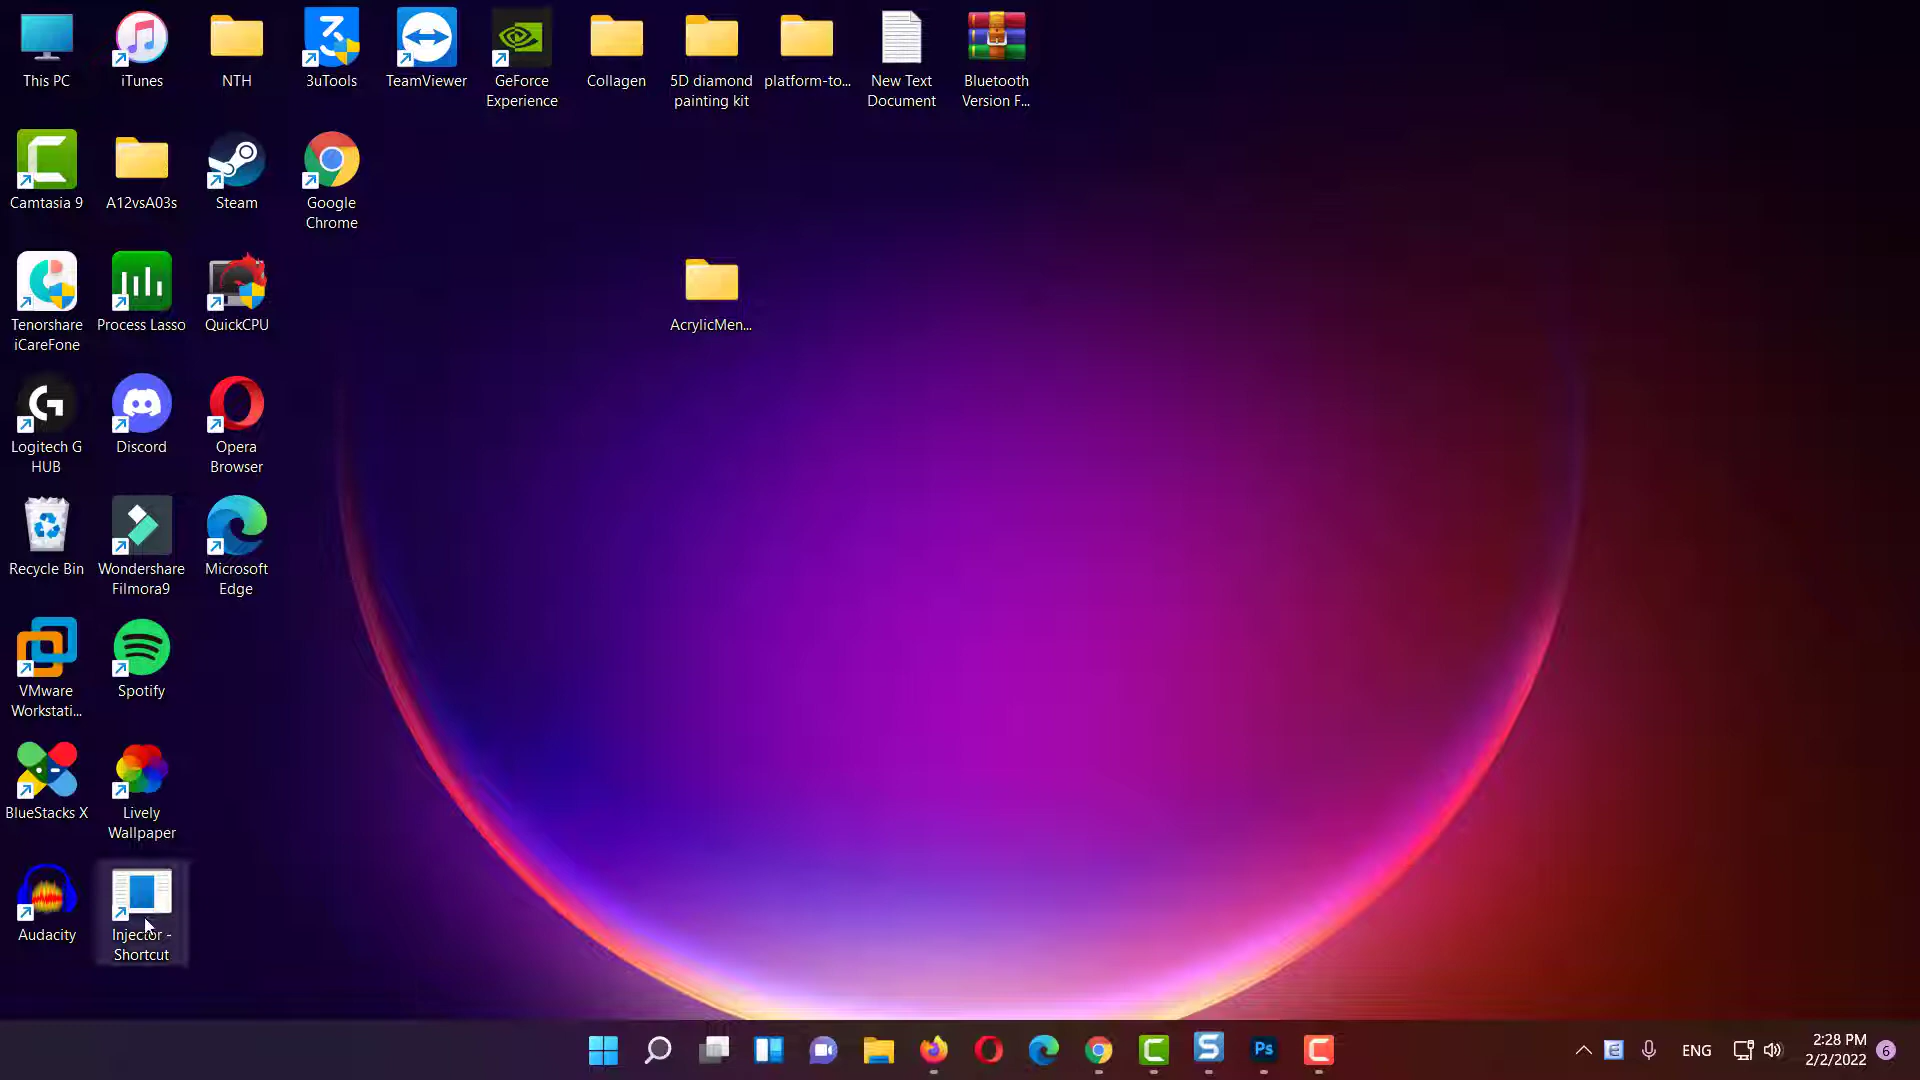 This PC
iTunes
NTH
3uTools
TeamViewer
GeForce
Experience
Collagen
5D diamond
painting kit
platform-to...
New Text
Document
Bluetooth
Version F...
Camtasia 9
A12vsA03s
Steam
Google
Chrome
Tenorshare
iCareFone
Process Lasso
QuickCPU
AcrylicMen...
Logitech G
HUB
Discord
Opera
Browser
Recycle Bin
Wondershare
Filmora9
Microsoft
Edge
VMware
Workstati...
Spotify
BlueStacks X
Lively
Wallpaper
Audacity
Injector -
Shortcut
Ps
ENG
2:28 PM
2/2/2022
6